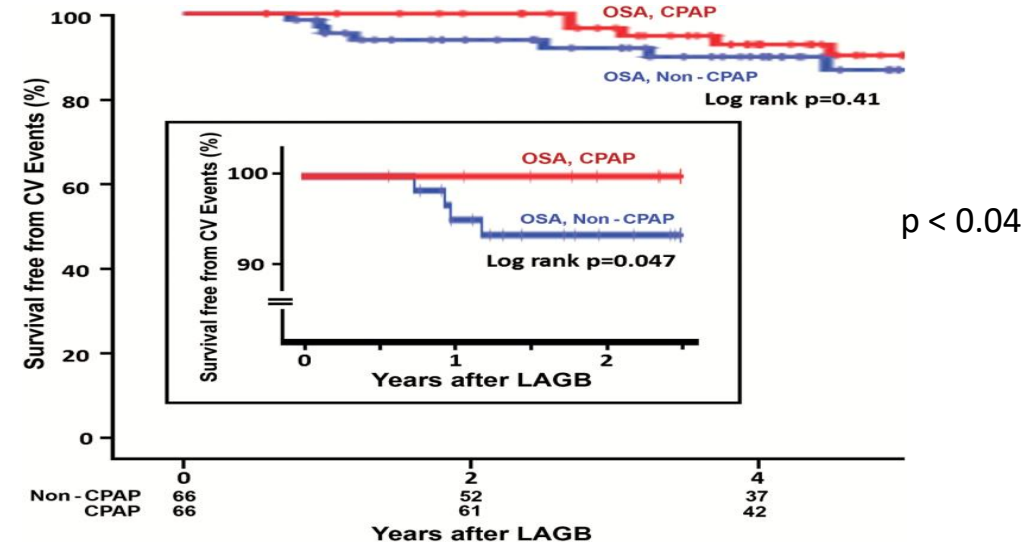 OSA, CPAP
100
OSA, Non-CPAP
Log rank p=0.41
80
60
40
20
0
Survival free from CV Events (%)
OSA, CPAP
100
OSA, Non-CPAP
Log rank p=0.047
90
Survival free from CV Events (%)
0 1 2
Years after LAGB
p < 0.04
0 2 4
Non-CPAP 66 52 37
CPAP 66 61 42
Years after LAGB